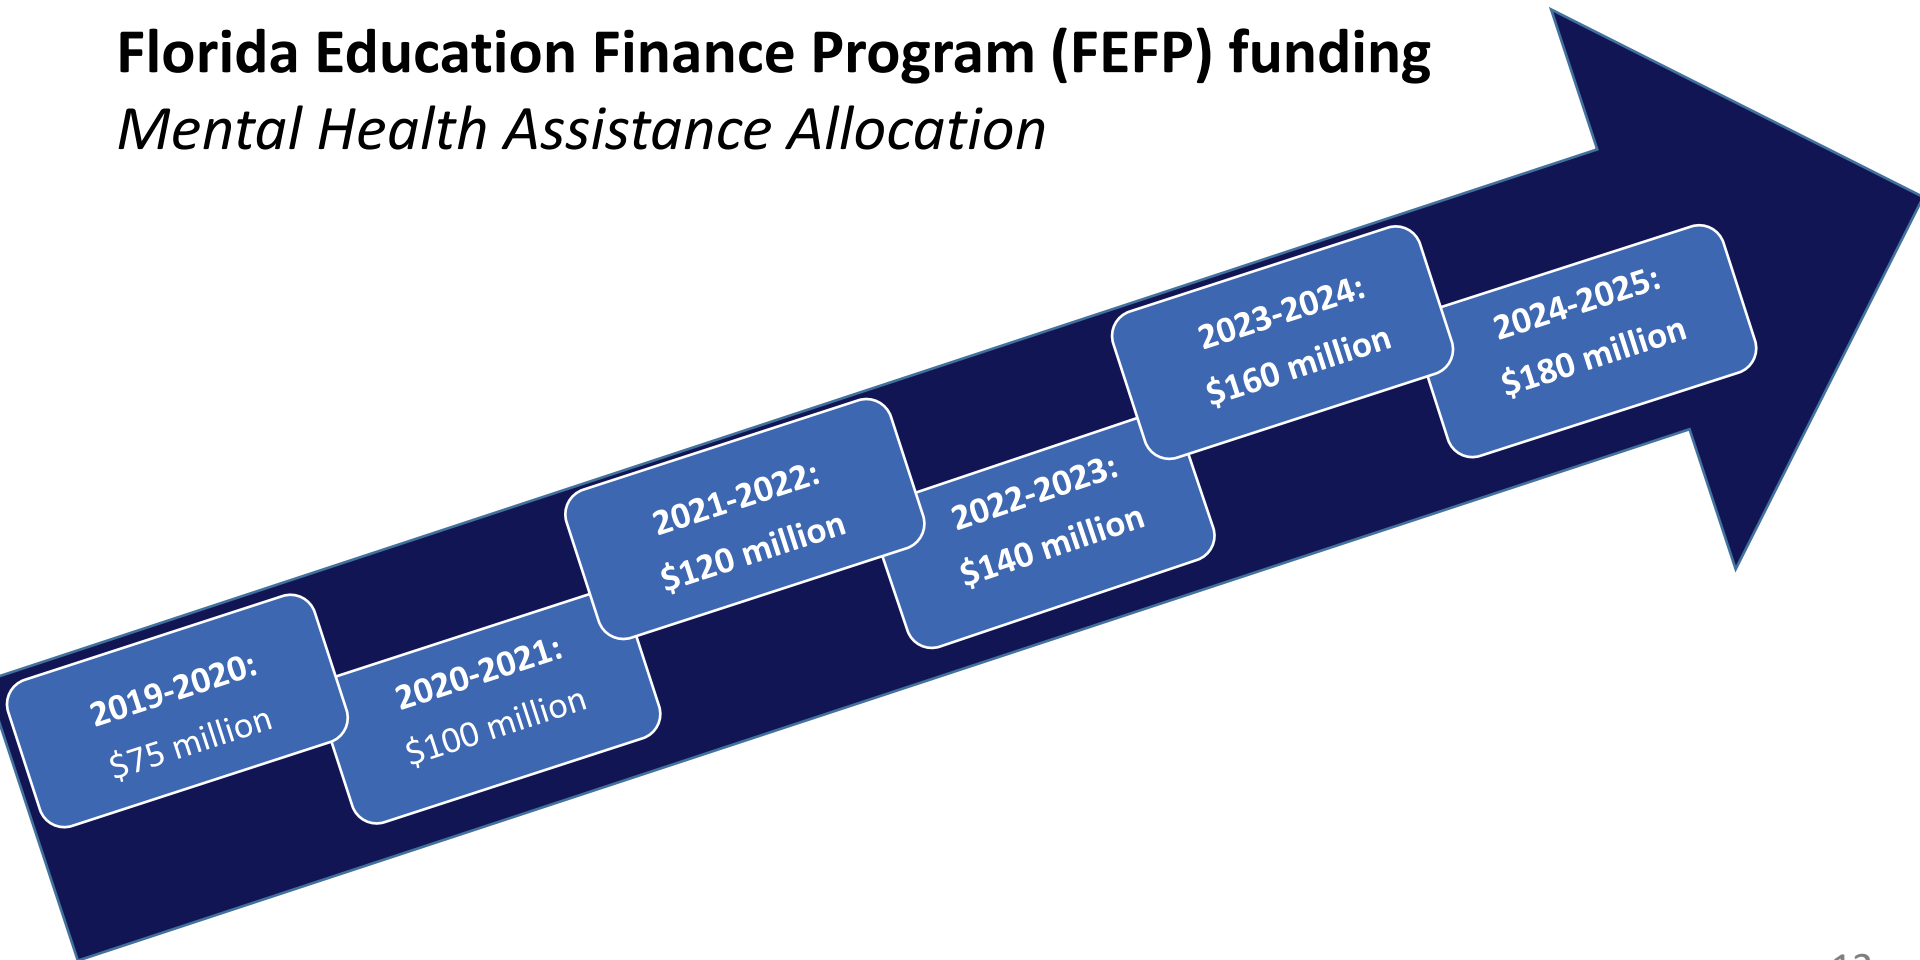 Florida Education Finance Program (FEFP) funding
Mental Health Assistance Allocation
2019-2020:
$75 million
2020-2021:
$100 million
2021-2022:
$120 million
2022-2023:
$140 million
2023-2024:
$160 million
2024-2025:
$180 million